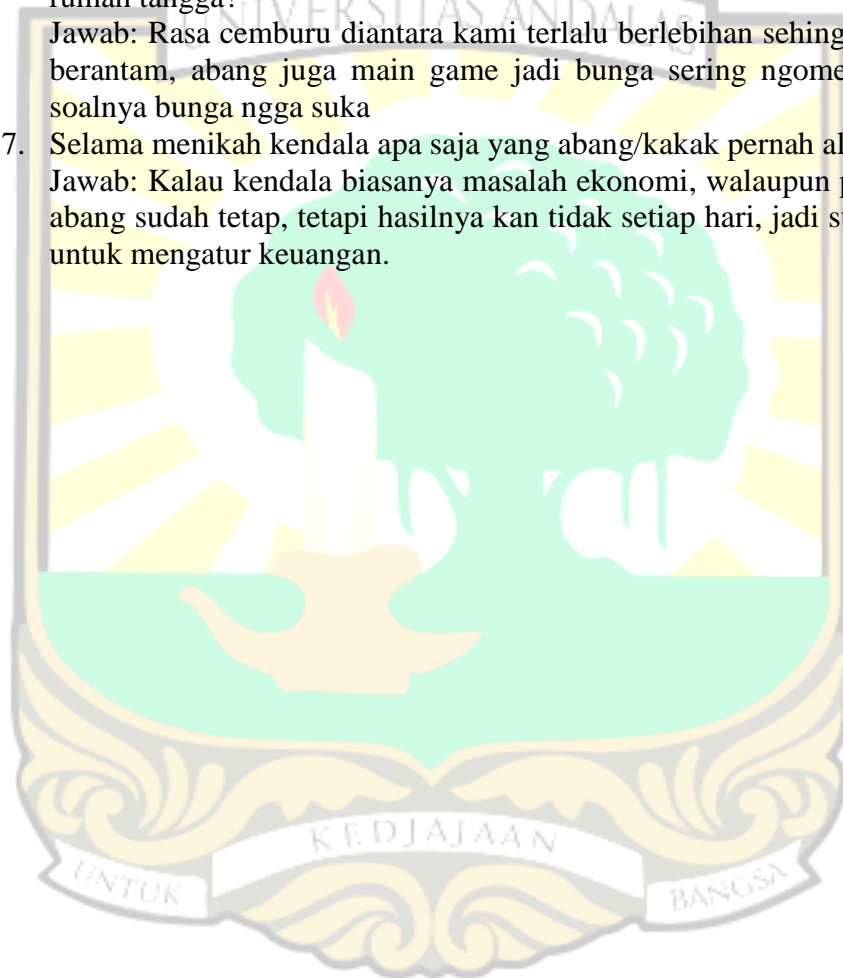 rumah tangga?
UNIVERSITAS ANDALAS
Jawab: Rasa cemburu diantara kami terlalu berlebihan sehing
berantam, abang juga main game jadi bunga sering ngome
soalnya bunga ngga suka
7. Selama menikah kendala apa saja yang abang/kakak pernah al
Jawab: Kalau kendala biasanya masalah ekonomi, walaupun p
abang sudah tetap, tetapi hasilnya kan tidak setiap hari, jadi su
untuk mengatur keuangan.
KEDJAJAAN
UNTUK
BANGSA